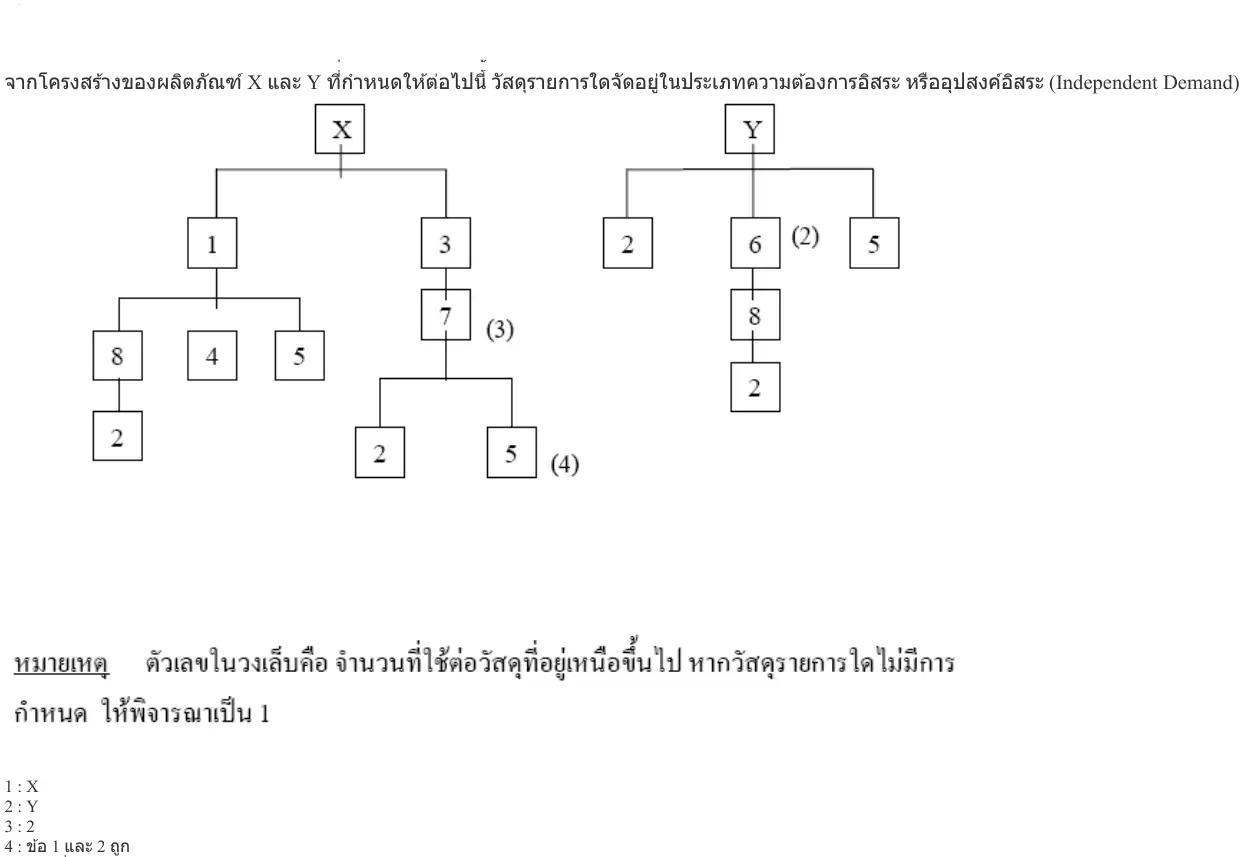 จากโครงสร้างของผลิตภัณฑ์ X และ Y ที่กำหนดให้ต่อไปนี้ วัสดุรายการใดจัดอยู่ในประเภทความต้องการอิสระ หรืออุปสงค์อิสระ (Independent Demand)
X Y
1 3 2 6 (2) 5
7 (3) 8
8 4 5
2
2
2 5 (4)
หมายเหตุ ตัวเลขในวงเล็บคือ จำนวนที่ใช้ต่อวัสดุที่อยู่เหนือขึ้นไป หากวัสดุรายการใดไม่มีการ
กำหนด ให้พิจารณาเป็น 1
1 : X
2 : Y
3 : 2
4 : ข้อ 1 และ 2 ถูก